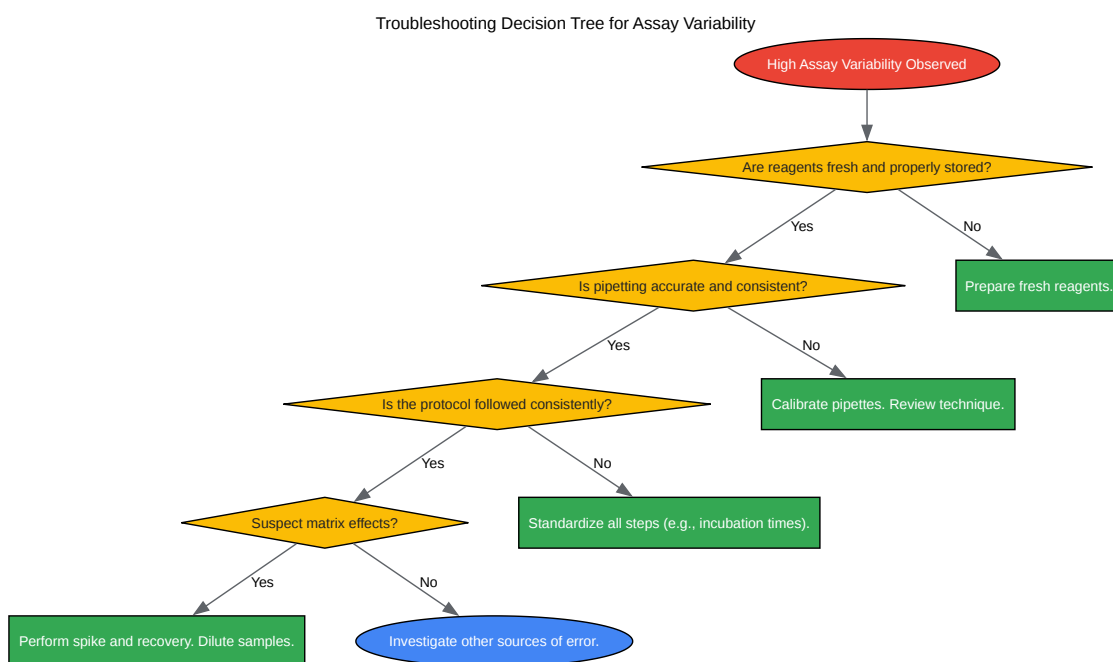 Troubleshooting Decision Tree for Assay Variability
High Assay Variability Observed
Are reagents fresh and properly stored?
Yes
No
Is pipetting accurate and consistent?
Prepare fresh reagents.
Yes
No
Is the protocol followed consistently?
Calibrate pipettes. Review technique.
Yes
No
Suspect matrix effects?
Standardize all steps (e.g., incubation times).
Yes
No
Perform spike and recovery. Dilute samples.
Investigate other sources of error.